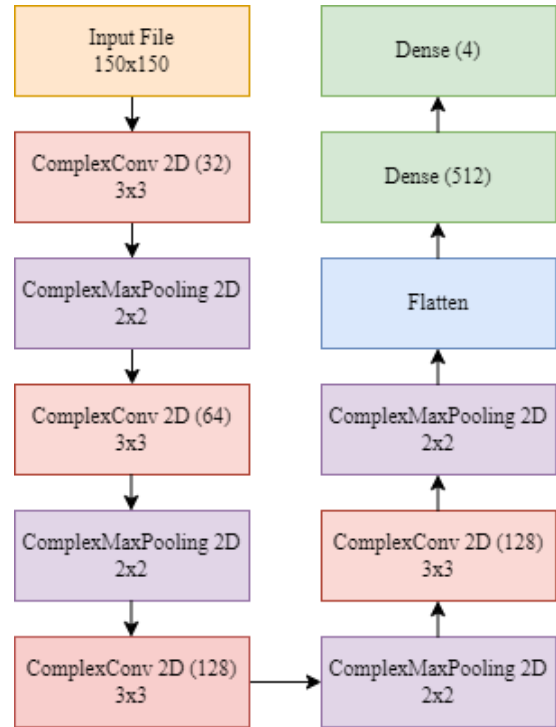 Input File
150x150
ComplexConv 2D (32)
3x3
ComplexMaxPooling 2D
2x2
ComplexConv 2D (64)
3x3
ComplexMaxPooling 2D
2x2
ComplexConv 2D (128)
3x3
ComplexMaxPooling 2D
2x2
ComplexConv 2D (128)
3x3
ComplexMaxPooling 2D
2x2
Flatten
Dense (512)
Dense (4)